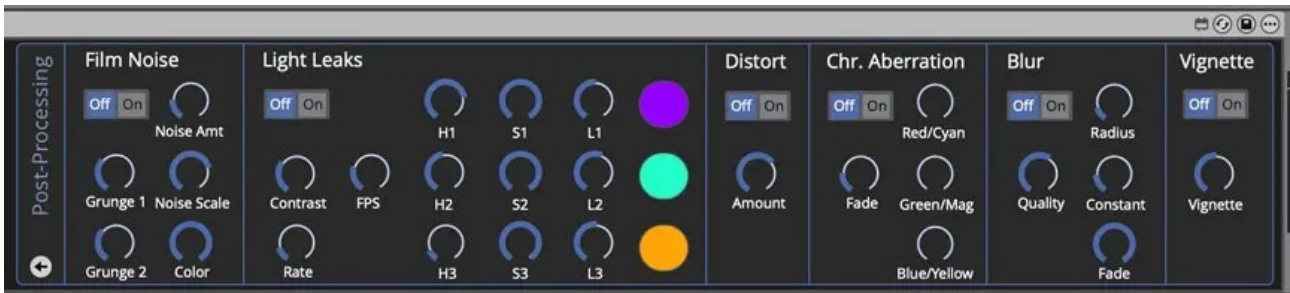 Post-Processing
Film Noise
Off On
Noise Amt
Grunge 1 Noise Scale
Grunge 2 Color
Light Leaks
Off On
H1 S1 L1
Contrast FPS H2 S2 L2
Rate H3 S3 L3
Distort
Off On
Amount
Chr. Aberration
Off On
Red/Cyan
Fade Green/Mag
Blue/Yellow
Blur
Off On
Radius
Quality Constant
Fade
Vignette
Off On
Vignette